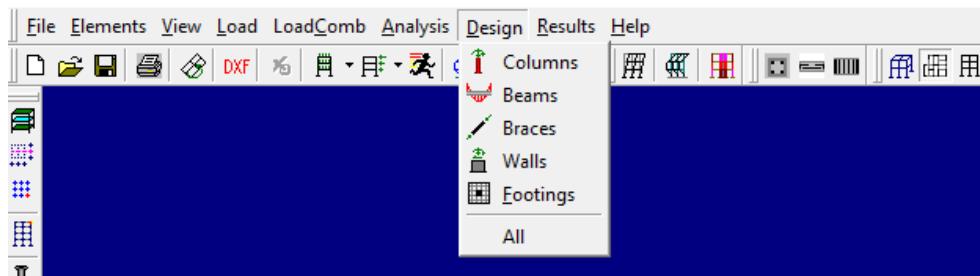 File Elements View Load LoadComb Analysis Design Results Help
DXF
Columns
Beams
Braces
Walls
Footings
All